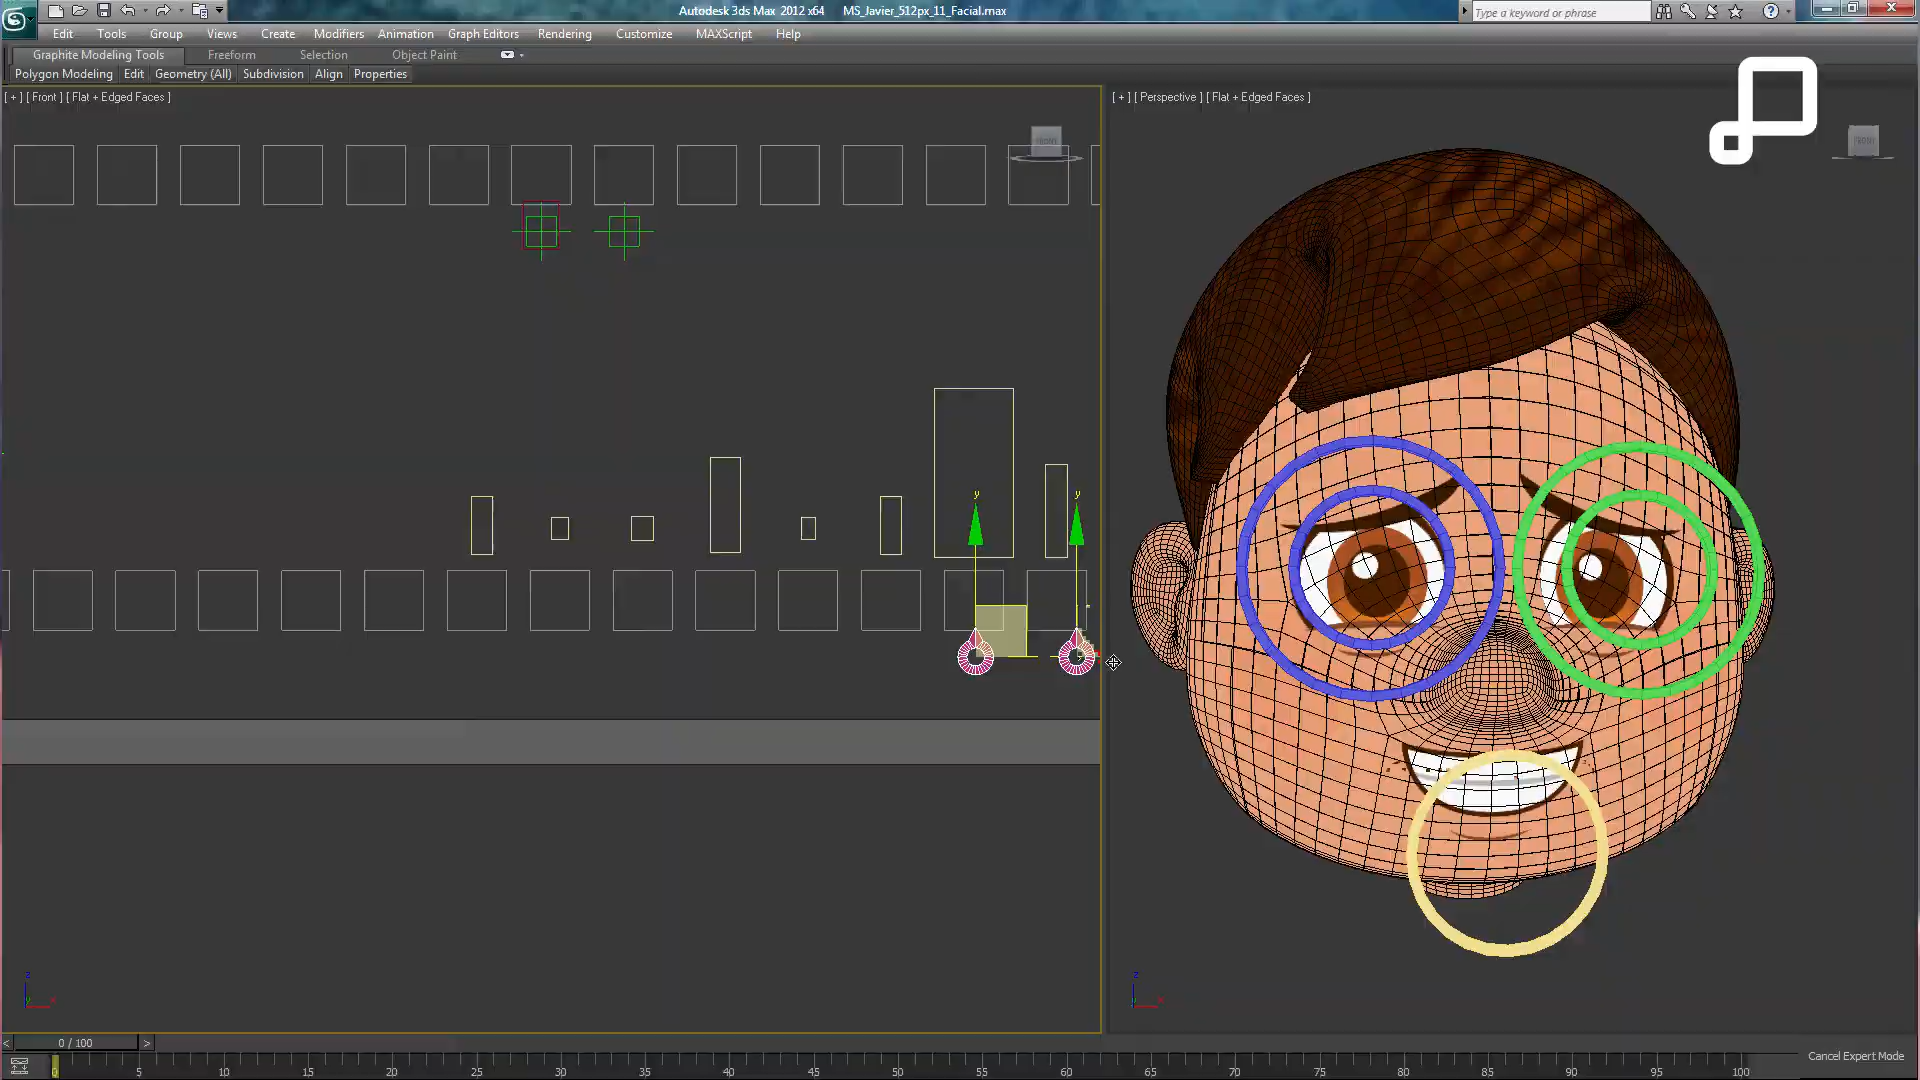 Autodesk 3ds Max 2012 x64 MS_Javier_512px_11_Facial.max
Type a keyword or phrase
Edit Tools Group Views Create Modifiers Animation Graph Editors Rendering Customize MAXScript Help
Graphite Modeling Tools Freeform Selection Object Paint
Polygon Modeling Edit Geometry (All) Subdivision Align Properties
[ + ] [ Front ] [ Flat + Edged Faces ]
[ + ] [ Perspective ] [ Flat + Edged Faces ]
FRONT
y y
z x
z x
< 0 / 100 >
0 5 10 15 20 25 30 35 40 45 50 55 60 65 70 75 80 85 90 95 100
Cancel Expert Mode